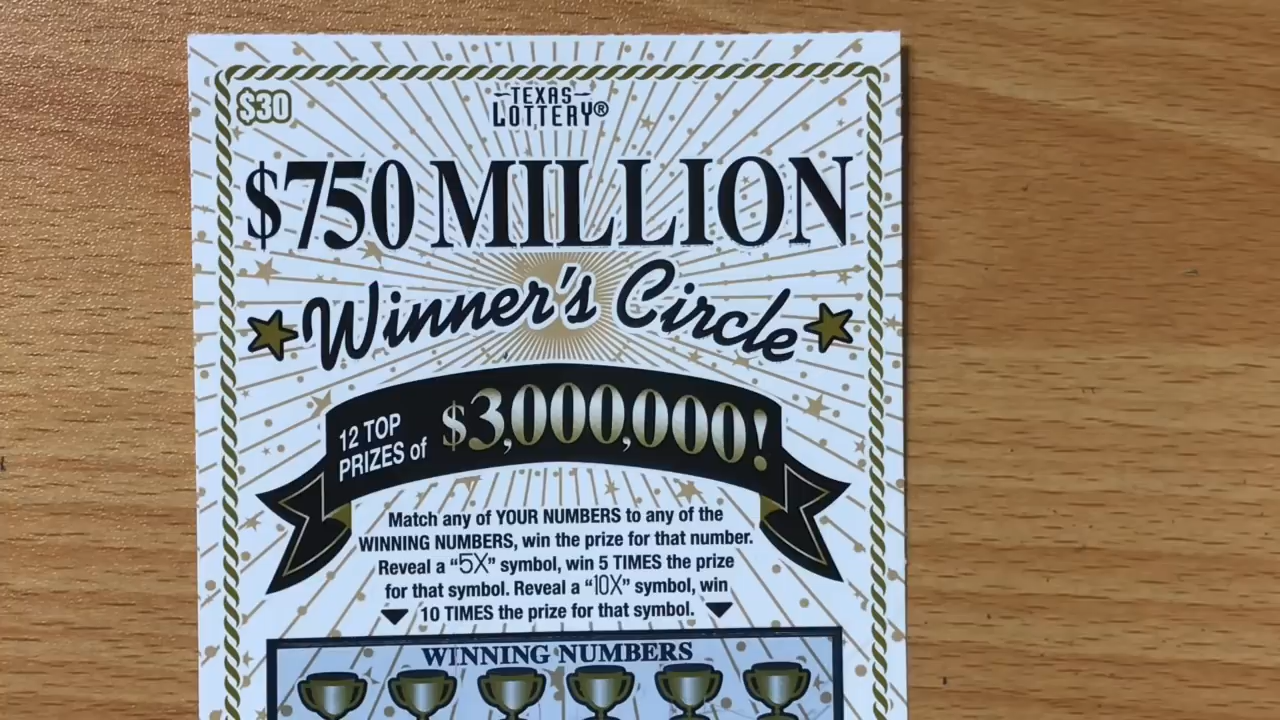 $30
TEXAS
LOTTERY®
$750 MILLION
Winner's Circle
12 TOP
PRIZES of $3,000,000!
Match any of YOUR NUMBERS to any of the
WINNING NUMBERS, win the prize for that number.
Reveal a "5X" symbol, win 5 TIMES the prize
for that symbol. Reveal a "10X" symbol, win
10 TIMES the prize for that symbol.
WINNING NUMBERS